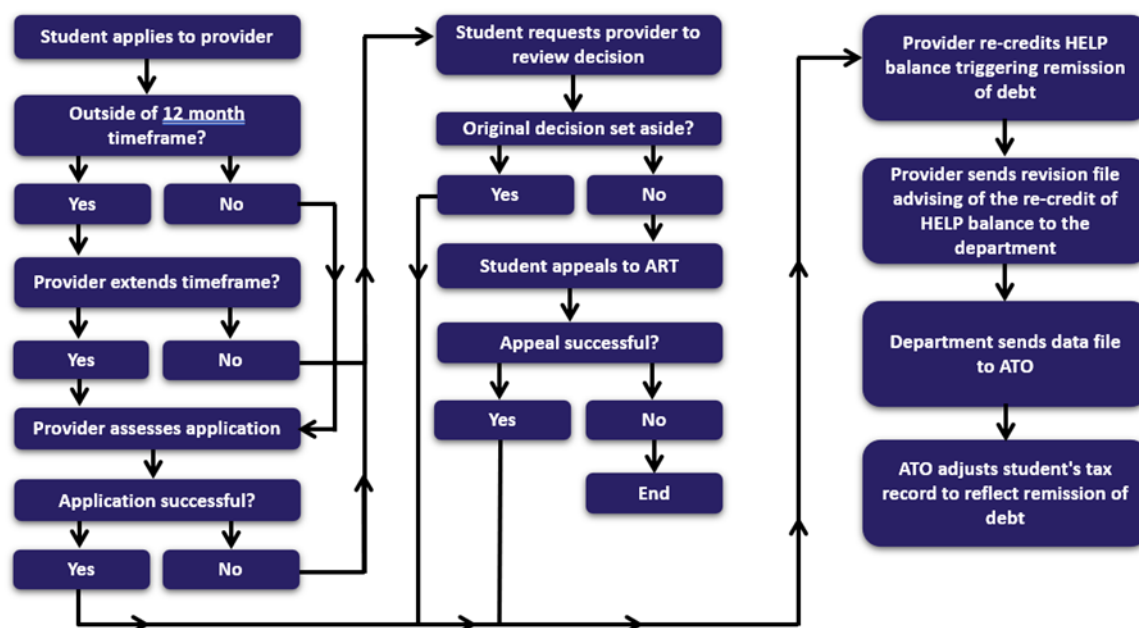 Student applies to provider
Outside of 12 month
timeframe?
Yes
No
Provider extends timeframe?
Yes
No
Provider assesses application
Application successful?
Yes
No
Student requests provider to
review decision
Original decision set aside?
Yes
No
Student appeals to ART
Appeal successful?
Yes
No
End
Provider re-credits HELP
balance triggering remission
of debt
Provider sends revision file
advising of the re-credit of
HELP balance to the
department
Department sends data file
to ATO
ATO adjusts student's tax
record to reflect remission of
debt